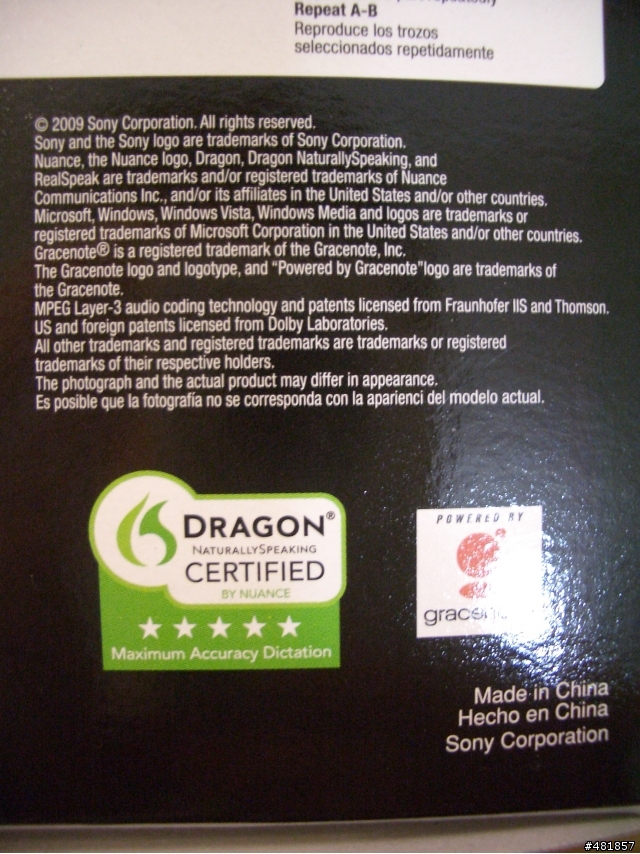 repeatedly
Repeat A-B
Reproduce los trozos
seleccionados repetidamente
© 2009 Sony Corporation. All rights reserved.
Sony and the Sony logo are trademarks of Sony Corporation.
Nuance, the Nuance logo, Dragon, Dragon NaturallySpeaking, and
RealSpeak are trademarks and/or registered trademarks of Nuance
Communications Inc., and/or its affiliates in the United States and/or other countries.
Microsoft, Windows, Windows Vista, Windows Media and logos are trademarks or
registered trademarks of Microsoft Corporation in the United States and/or other countries.
Gracenote® is a registered trademark of the Gracenote, Inc.
The Gracenote logo and logotype, and “Powered by Gracenote”logo are trademarks of
the Gracenote.
MPEG Layer-3 audio coding technology and patents licensed from Fraunhofer IIS and Thomson.
US and foreign patents licensed from Dolby Laboratories.
All other trademarks and registered trademarks are trademarks or registered
trademarks of their respective holders.
The photograph and the actual product may differ in appearance.
Es posible que la fotografía no se corresponda con la aparienci del modelo actual.
DRAGON®
NATURALLYSPEAKING
CERTIFIED
BY NUANCE
Maximum Accuracy Dictation
POWERED BY
Made in China
Hecho en China
Sony Corporation
#481857